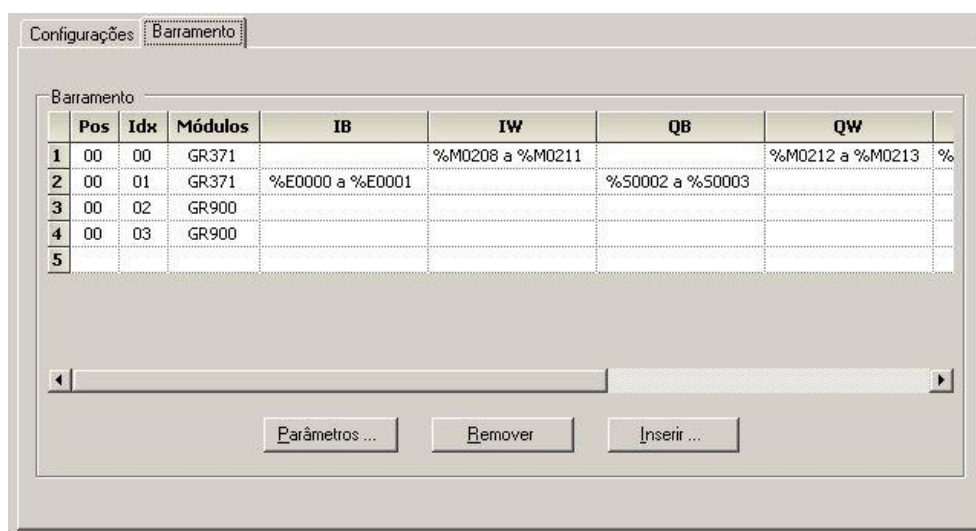 Configurações Barramento
Barramento
Pos Idx Módulos IB IW QB QW
1 00 00 GR371 %M0208 a %M0211 %M0212 a %M0213 %
2 00 01 GR371 %E0000 a %E0001 %S0002 a %S0003
3 00 02 GR900
4 00 03 GR900
5
Parâmetros ... Remover Inserir ...